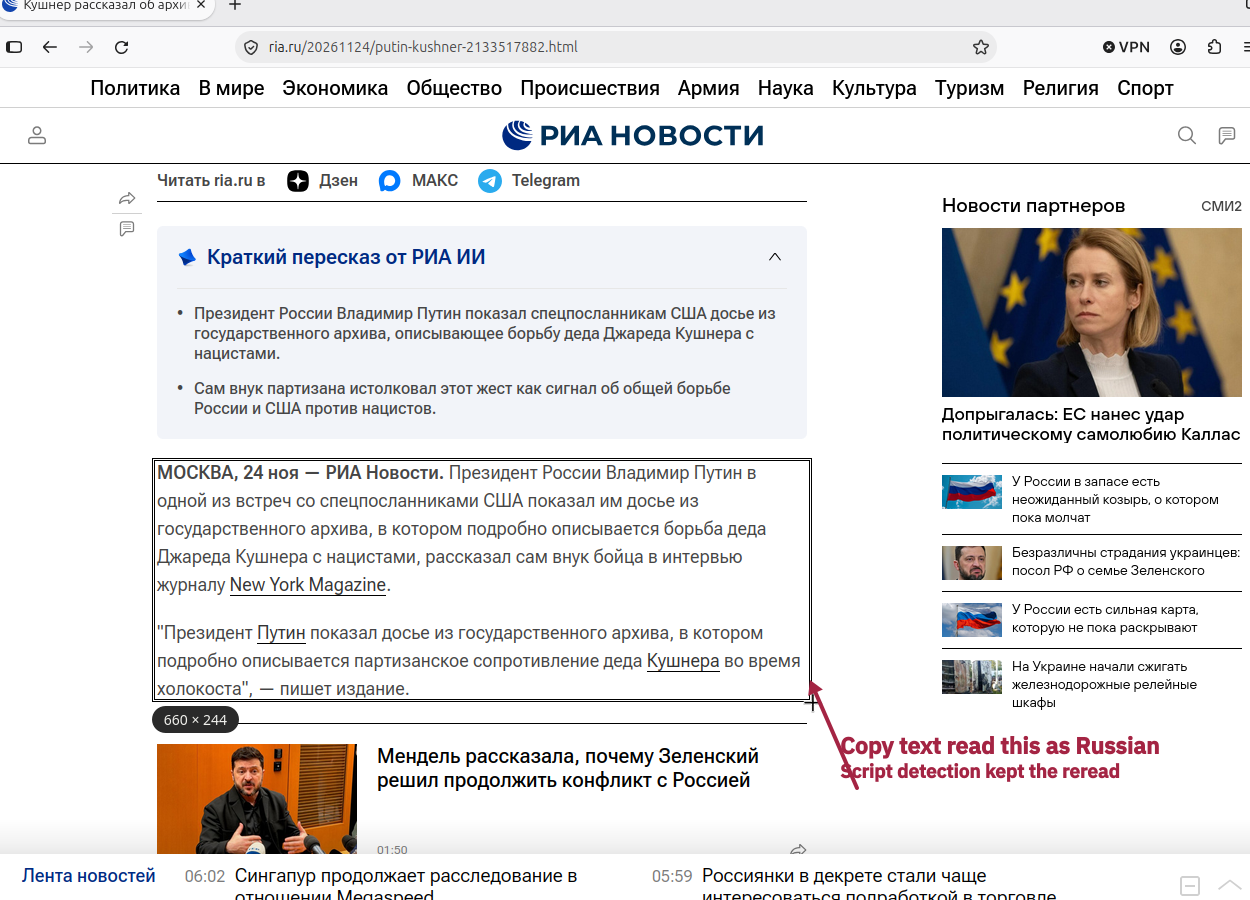 Кушнер рассказал об архи
ria.ru/20261124/putin-kushner-2133517882.html
VPN
Политика В мире Экономика Общество Происшествия Армия Наука Культура Туризм Религия Спорт
РИА НОВОСТИ
Читать ria.ru в Дзен МАКС Telegram
Краткий пересказ от РИА ИИ
• Президент России Владимир Путин показал спецпосланникам США досье из
государственного архива, описывающее борьбу деда Джареда Кушнера с
нацистами.
• Сам внук партизана истолковал этот жест как сигнал об общей борьбе
России и США против нацистов.
МОСКВА, 24 ноя — РИА Новости. Президент России Владимир Путин в
одной из встреч со спецпосланниками США показал им досье из
государственного архива, в котором подробно описывается борьба деда
Джареда Кушнера с нацистами, рассказал сам внук бойца в интервью
журналу New York Magazine.
"Президент Путин показал досье из государственного архива, в котором
подробно описывается партизанское сопротивление деда Кушнера во время
холокоста", — пишет издание.
660 × 244
Мендель рассказала, почему Зеленский
решил продолжить конфликт с Россией
01:50
Новости партнеров
СМИ2
Допрыгалась: ЕС нанес удар
политическому самолюбию Каллас
У России в запасе есть
неожиданный козырь, о котором
пока молчат
Безразличны страдания украинцев:
посол РФ о семье Зеленского
У России есть сильная карта,
которую не пока раскрывают
На Украине начали сжигать
железнодорожные релейные
шкафы
Copy text read this as Russian
Script detection kept the reread
Лента новостей
06:02 Сингапур продолжает расследование в
отношении Megaspeed
05:59 Россиянки в декрете стали чаще
интересоваться подработкой в торговле